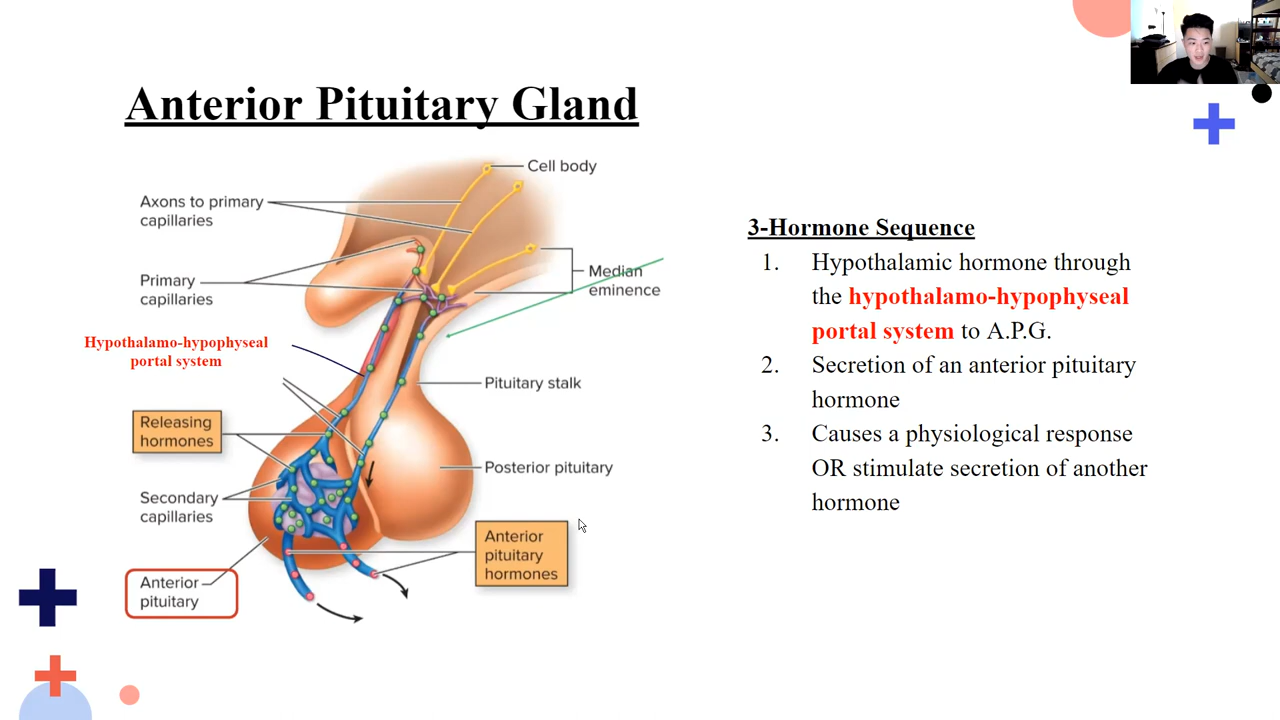 Anterior Pituitary Gland
Cell body
Axons to primary
capillaries
Primary
capillaries
Median
eminence
Hypothalamo-hypophyseal
portal system
Pituitary stalk
Releasing
hormones
Posterior pituitary
Secondary
capillaries
Anterior
pituitary
hormones
Anterior
pituitary
3-Hormone Sequence
1. Hypothalamic hormone through
the hypothalamo-hypophyseal
portal system to A.P.G.
2. Secretion of an anterior pituitary
hormone
3. Causes a physiological response
OR stimulate secretion of another
hormone